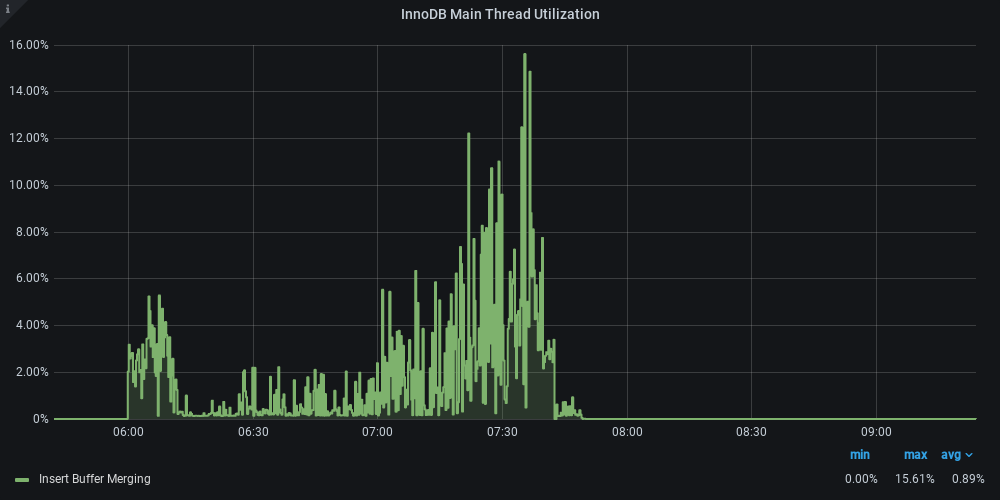 i
InnoDB Main Thread Utilization
16.00%
14.00%
12.00%
10.00%
8.00%
6.00%
4.00%
2.00%
0%
06:00 06:30 07:00 07:30 08:00 08:30 09:00
min max avg
Insert Buffer Merging 0.00% 15.61% 0.89%